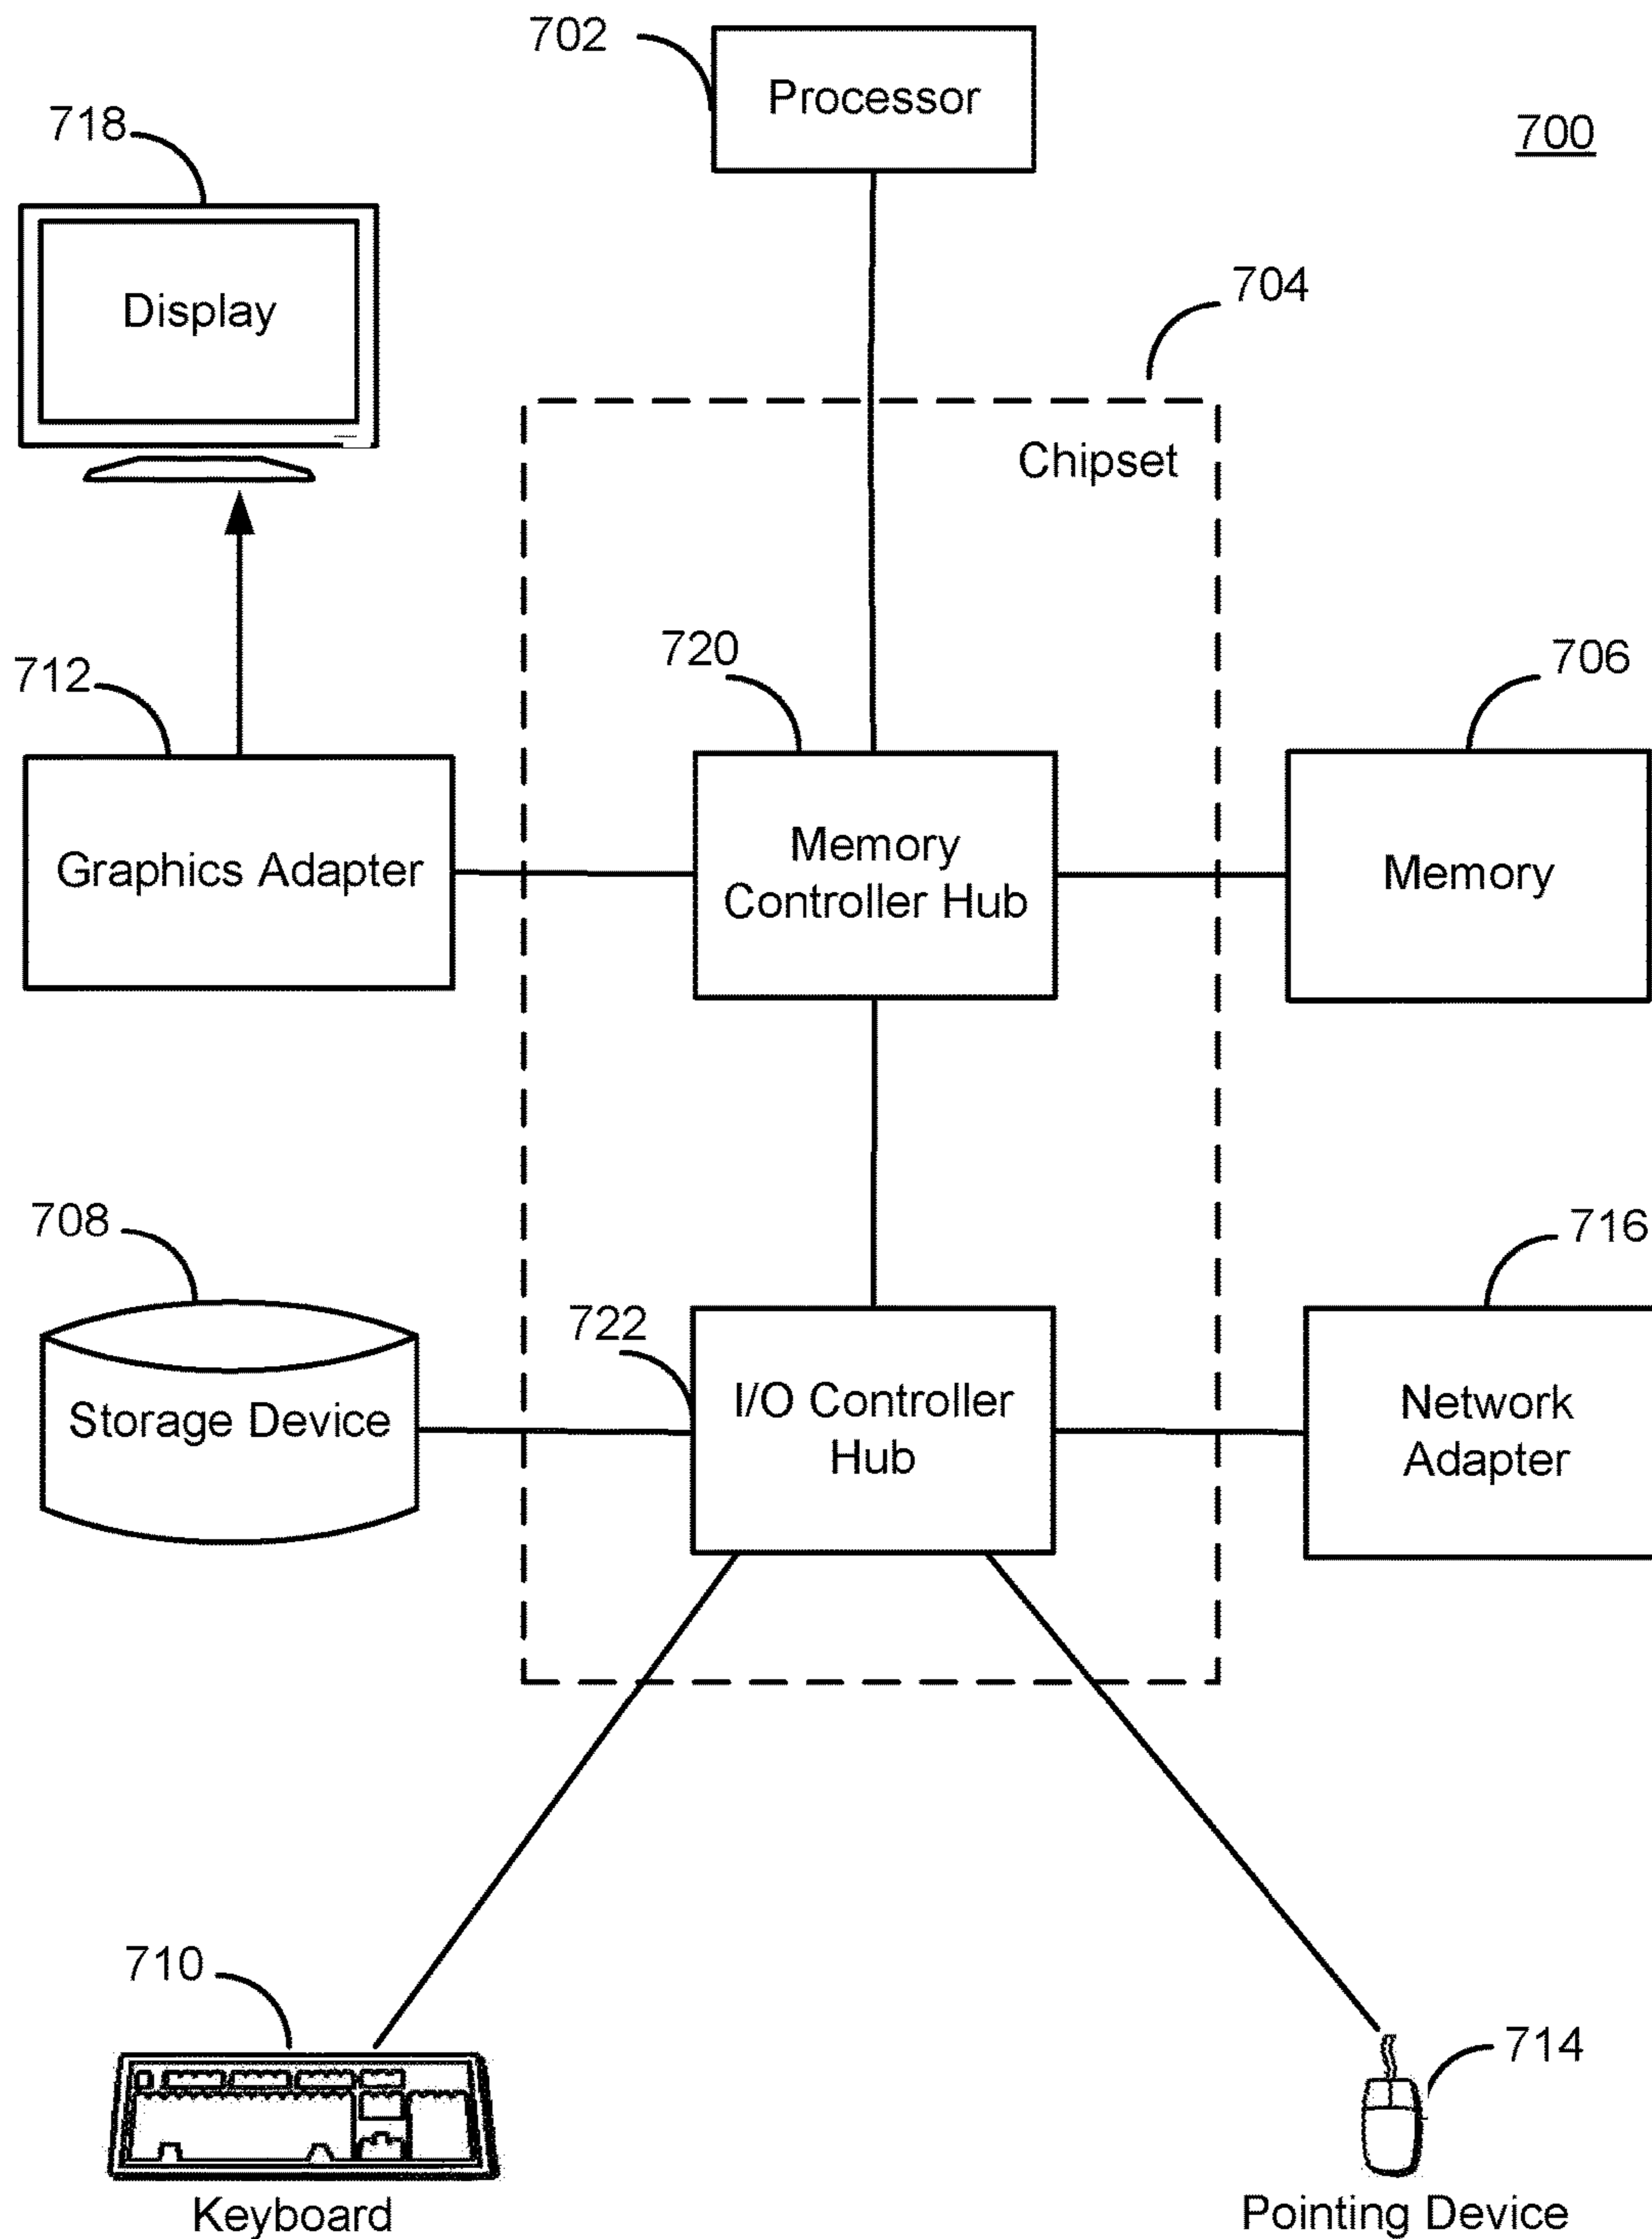 702
Processor
700
718
Display
704
Chipset
720
706
712
Memory
Controller Hub
Graphics Adapter
Memory
708
716
722
I/O Controller
Hub
Storage Device
Network
Adapter
710
714
Keyboard
Pointing Device